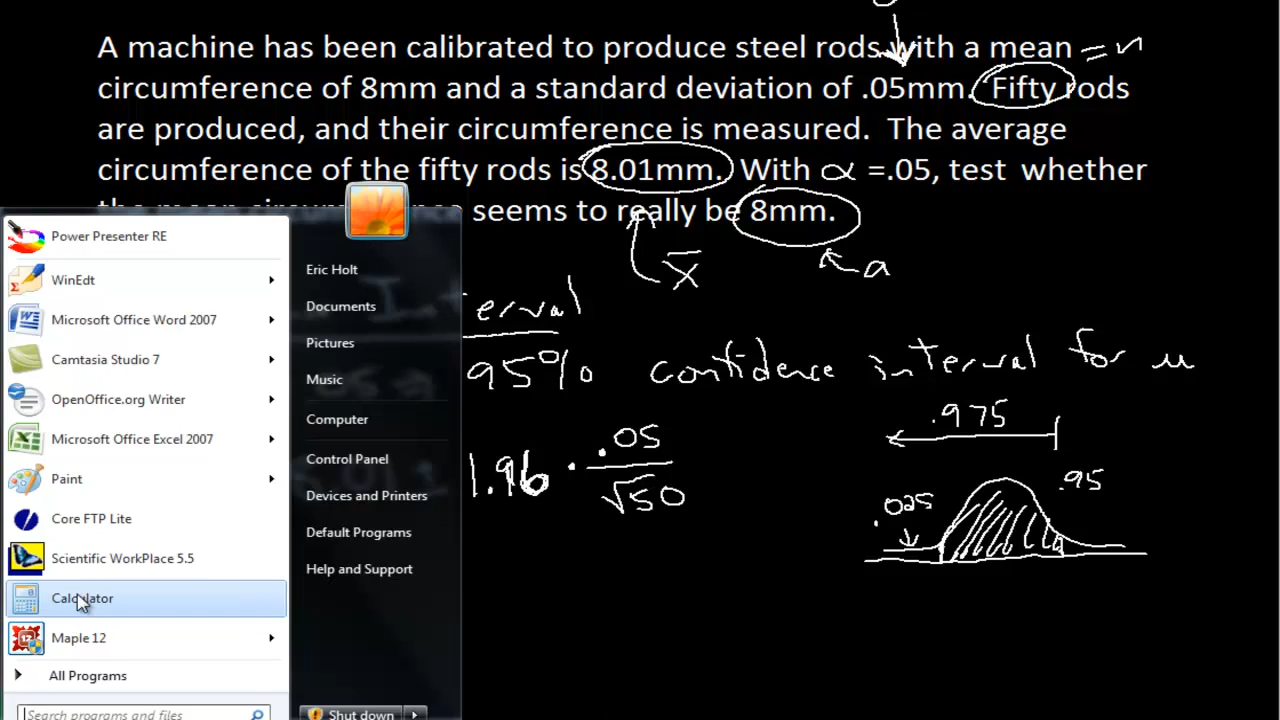 A machine has been calibrated to produce steel rods with a mean = n
circumference of 8mm and a standard deviation of .05mm. Fifty rods
are produced, and their circumference is measured. The average
circumference of the fifty rods is 8.01mm. With α =.05, test whether
seems to really be 8mm.
x̄
a
erval
95% confidence interval for μ
1.96 · .05/√50
.975
.95
.025
Power Presenter RE
WinEdt
Microsoft Office Word 2007
Camtasia Studio 7
OpenOffice.org Writer
Microsoft Office Excel 2007
Paint
Core FTP Lite
Scientific WorkPlace 5.5
Calculator
Maple 12
All Programs
Search programs and files
Eric Holt
Documents
Pictures
Music
Computer
Control Panel
Devices and Printers
Default Programs
Help and Support
Shut down